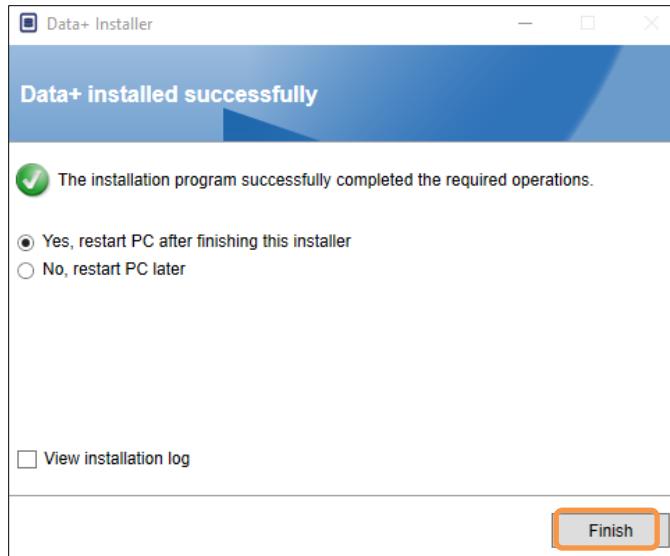 Data+ Installer
Data+ installed successfully
The installation program successfully completed the required operations.
Yes, restart PC after finishing this installer
No, restart PC later
View installation log
Finish